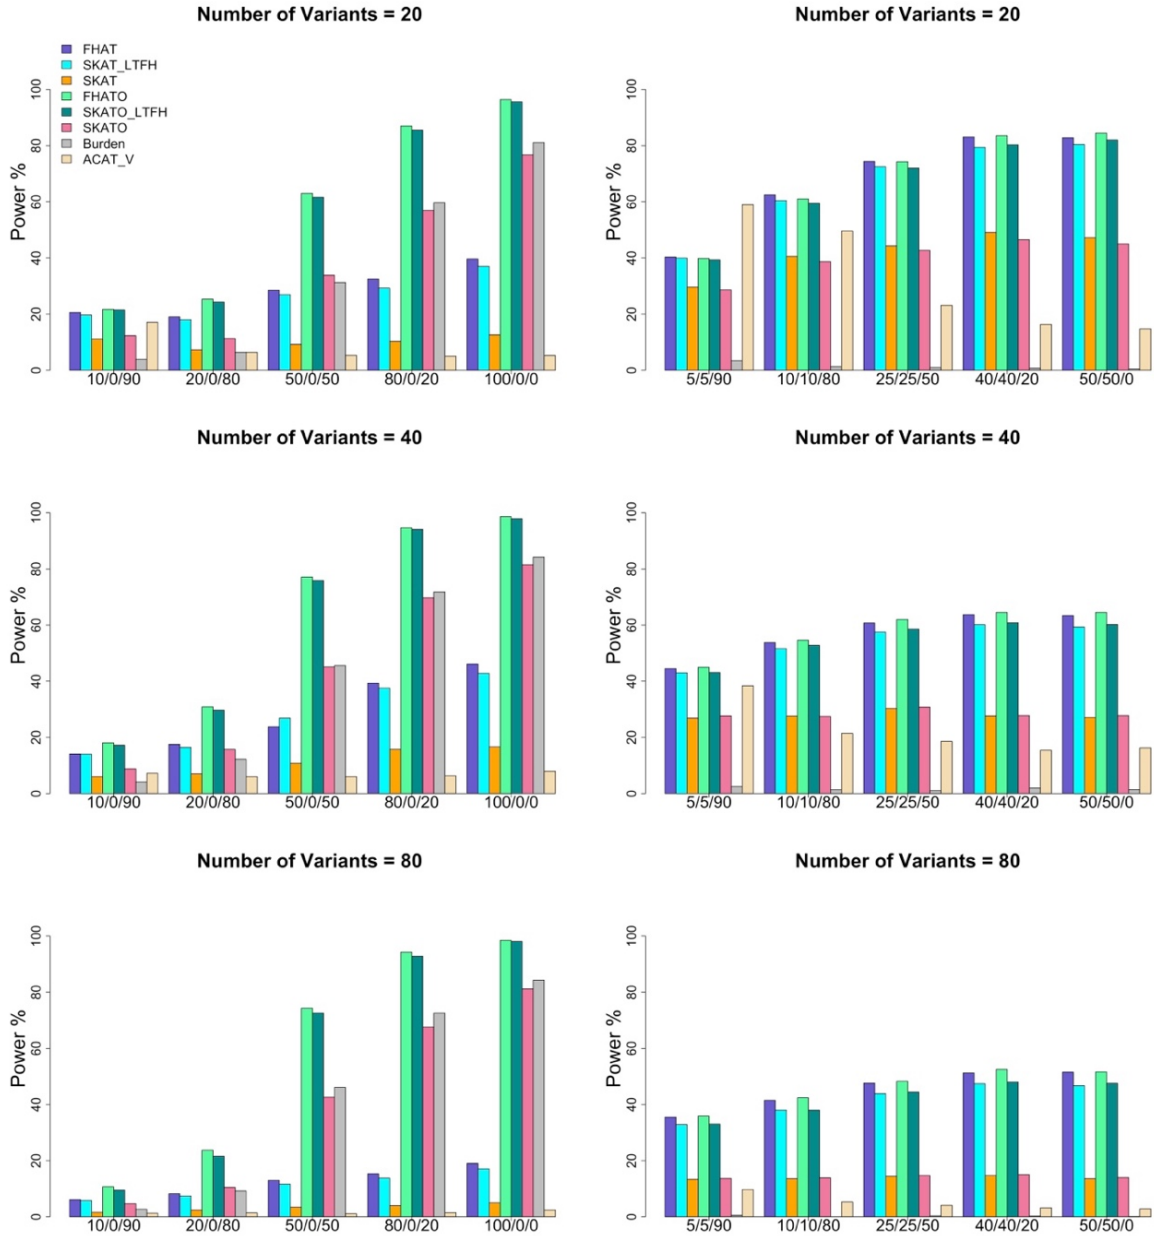 Number of Variants = 20
FHAT
SKAT_LTFH
SKAT
FHATO
SKATO_LTFH
SKATO
Burden
ACAT_V
Power %
0 20 40 60 80 100
10/0/90 20/0/80 50/0/50 80/0/20 100/0/0
Number of Variants = 20
Power %
0 20 40 60 80 100
5/5/90 10/10/80 25/25/50 40/40/20 50/50/0
Number of Variants = 40
Power %
0 20 40 60 80 100
10/0/90 20/0/80 50/0/50 80/0/20 100/0/0
Number of Variants = 40
Power %
0 20 40 60 80 100
5/5/90 10/10/80 25/25/50 40/40/20 50/50/0
Number of Variants = 80
Power %
0 20 40 60 80 100
10/0/90 20/0/80 50/0/50 80/0/20 100/0/0
Number of Variants = 80
Power %
0 20 40 60 80 100
5/5/90 10/10/80 25/25/50 40/40/20 50/50/0